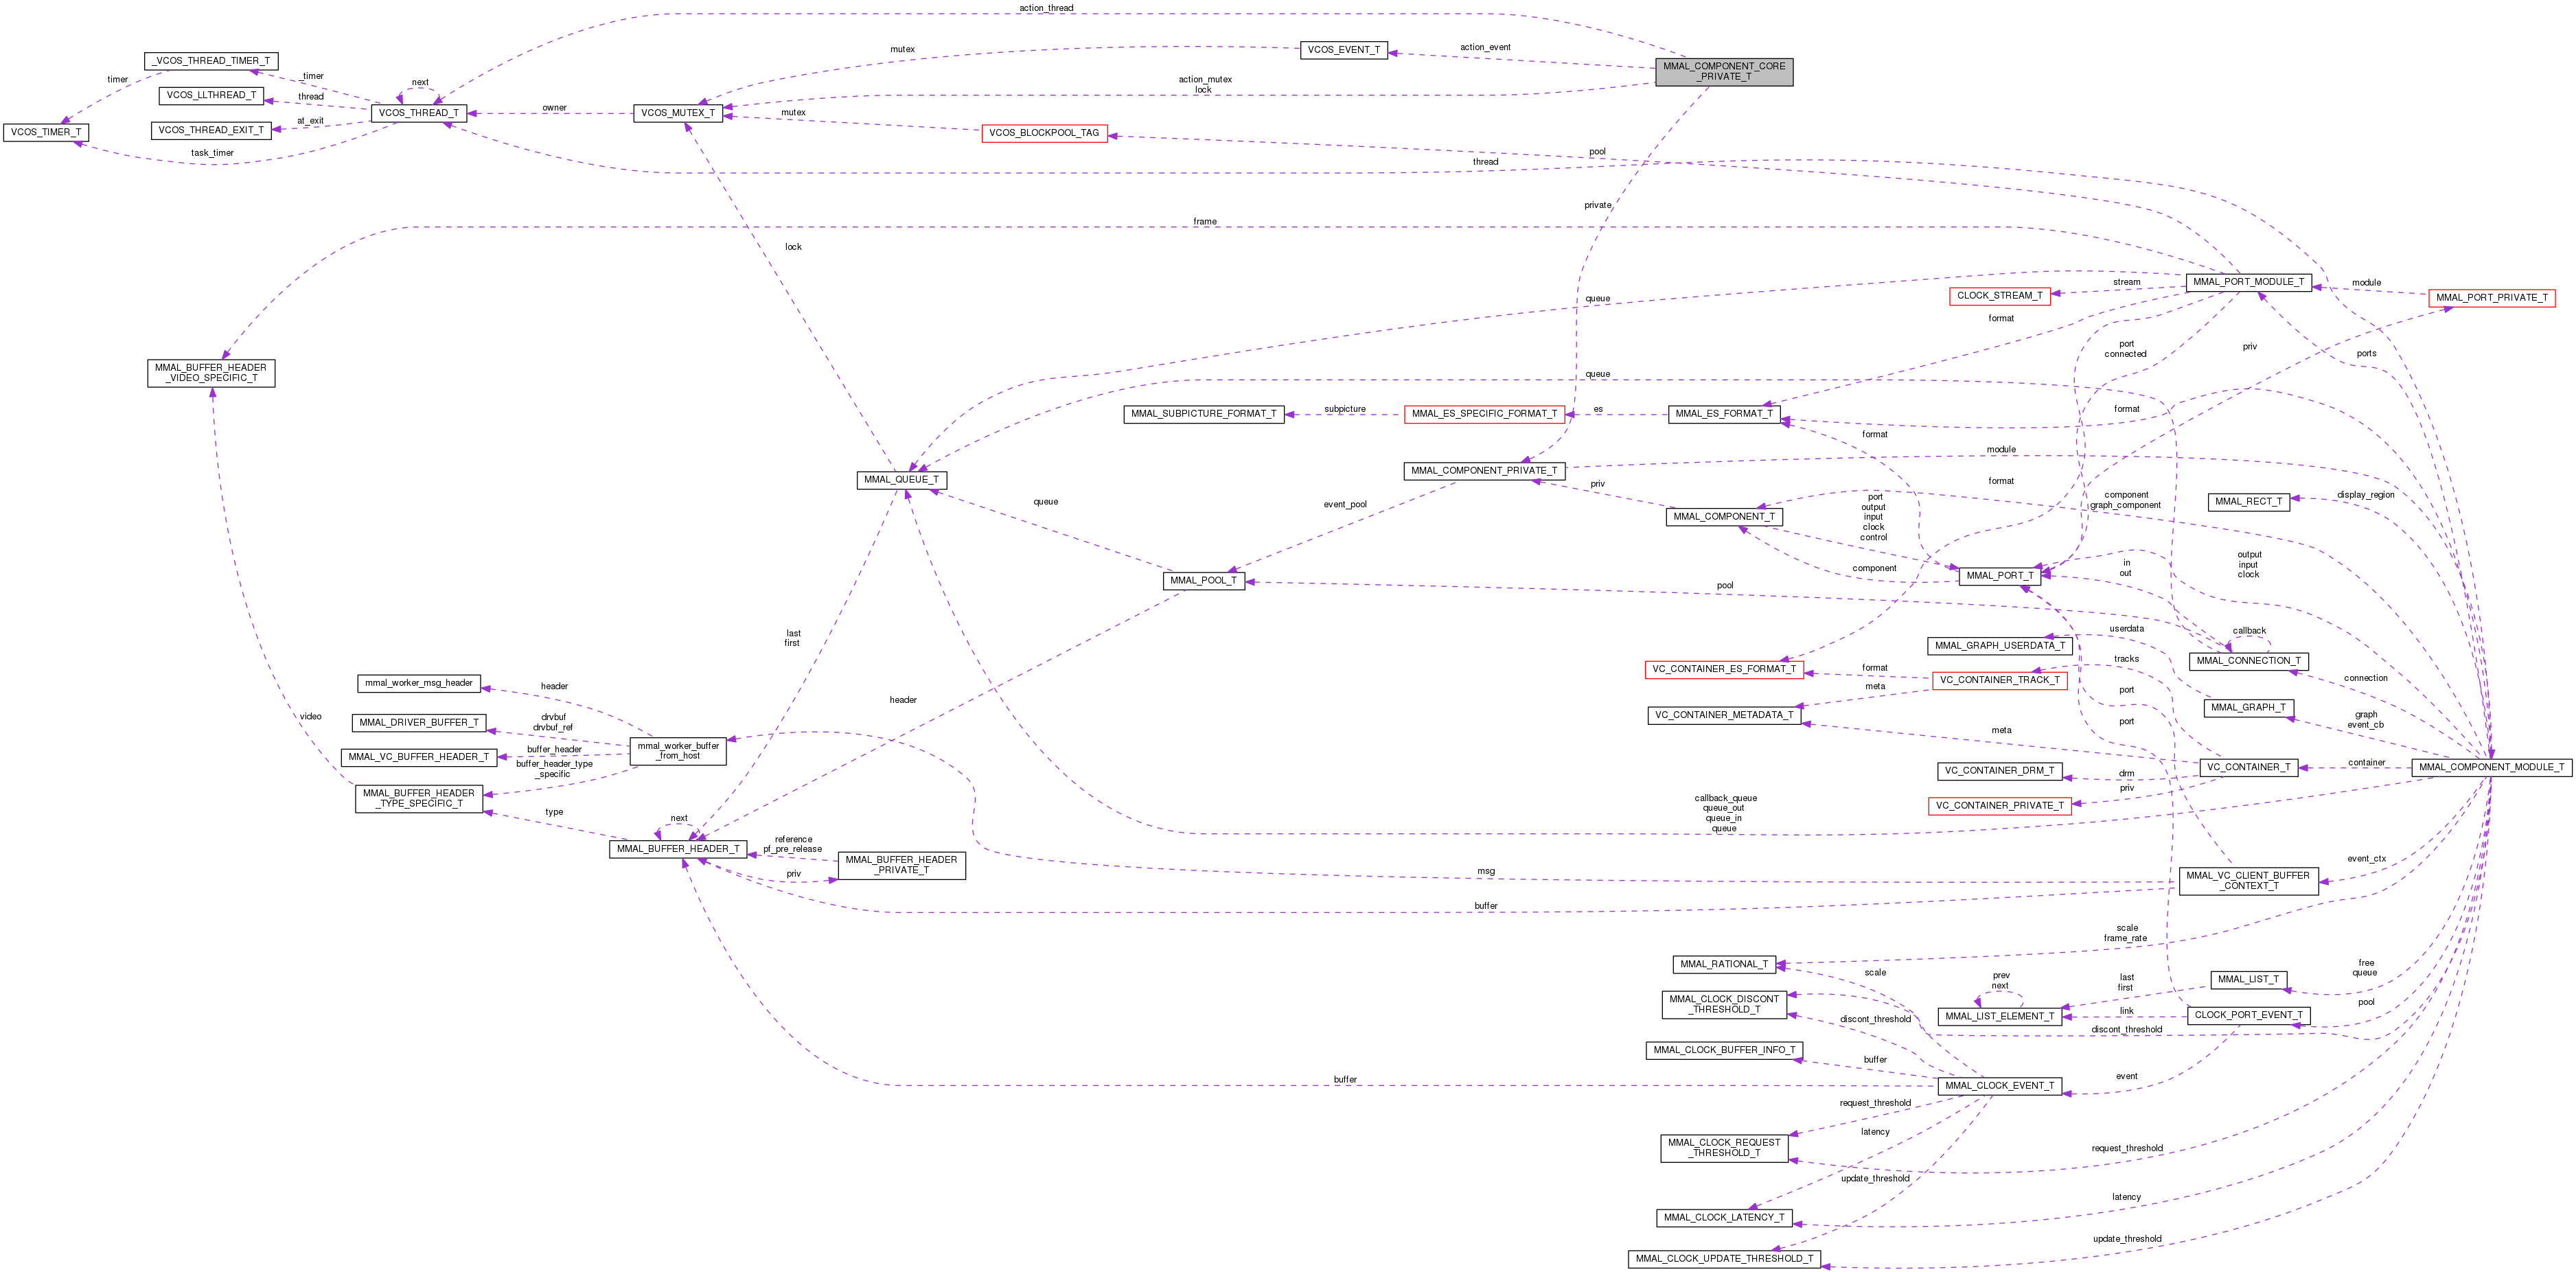 action_thread
mutex
VCOS_EVENT_T
action_event
MMAL_COMPONENT_CORE
_PRIVATE_T
_VCOS_THREAD_TIMER_T
timer
_timer
next
action_mutex
lock
VCOS_LLTHREAD_T
thread
VCOS_THREAD_T
owner
VCOS_MUTEX_T
mutex
VCOS_TIMER_T
VCOS_THREAD_EXIT_T
at_exit
VCOS_BLOCKPOOL_TAG
task_timer
pool
thread
private
frame
lock
MMAL_PORT_MODULE_T
stream
module
CLOCK_STREAM_T
MMAL_PORT_PRIVATE_T
queue
format
port
connected
priv
ports
MMAL_BUFFER_HEADER
_VIDEO_SPECIFIC_T
queue
MMAL_SUBPICTURE_FORMAT_T
subpicture
MMAL_ES_SPECIFIC_FORMAT_T
es
MMAL_ES_FORMAT_T
format
format
module
MMAL_QUEUE_T
MMAL_COMPONENT_PRIVATE_T
format
queue
event_pool
priv
MMAL_COMPONENT_T
port
output
input
clock
control
component
graph_component
MMAL_RECT_T
display_region
MMAL_POOL_T
component
MMAL_PORT_T
in
out
output
input
clock
pool
last
first
userdata
callback
MMAL_GRAPH_USERDATA_T
MMAL_CONNECTION_T
VC_CONTAINER_ES_FORMAT_T
format
tracks
VC_CONTAINER_TRACK_T
meta
connection
mmal_worker_msg_header
header
header
port
MMAL_GRAPH_T
graph
event_cb
VC_CONTAINER_METADATA_T
port
meta
video
MMAL_DRIVER_BUFFER_T
drvbuf
drvbuf_ref
mmal_worker_buffer
_from_host
MMAL_VC_BUFFER_HEADER_T
buffer_header
buffer_header_type
_specific
VC_CONTAINER_DRM_T
drm
VC_CONTAINER_T
container
MMAL_COMPONENT_MODULE_T
priv
VC_CONTAINER_PRIVATE_T
MMAL_BUFFER_HEADER
_TYPE_SPECIFIC_T
type
callback_queue
queue_out
queue_in
queue
next
MMAL_BUFFER_HEADER_T
reference
pf_pre_release
priv
MMAL_BUFFER_HEADER
_PRIVATE_T
msg
event_ctx
MMAL_VC_CLIENT_BUFFER
_CONTEXT_T
buffer
scale
frame_rate
MMAL_RATIONAL_T
scale
free
queue
prev
next
last
first
MMAL_LIST_T
MMAL_CLOCK_DISCONT
_THRESHOLD_T
pool
MMAL_LIST_ELEMENT_T
link
CLOCK_PORT_EVENT_T
discont_threshold
discont_threshold
MMAL_CLOCK_BUFFER_INFO_T
buffer
buffer
MMAL_CLOCK_EVENT_T
event
request_threshold
MMAL_CLOCK_REQUEST
_THRESHOLD_T
latency
request_threshold
update_threshold
latency
MMAL_CLOCK_LATENCY_T
update_threshold
MMAL_CLOCK_UPDATE_THRESHOLD_T